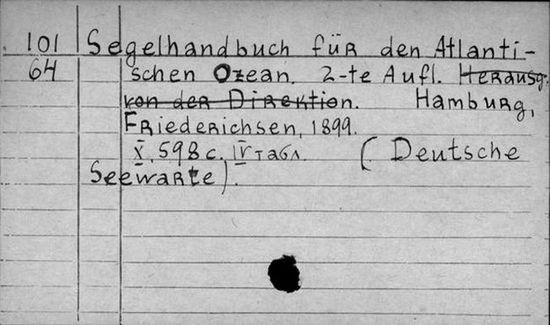 101 Segelhandbuch für den Atlanti-
64 schen Ozean. 2-te Aufl. Herausg.
von der Direktion. Hamburg,
Friederichsen, 1899.
X, 598 c. IV табл. (Deutsche
Seewarte).